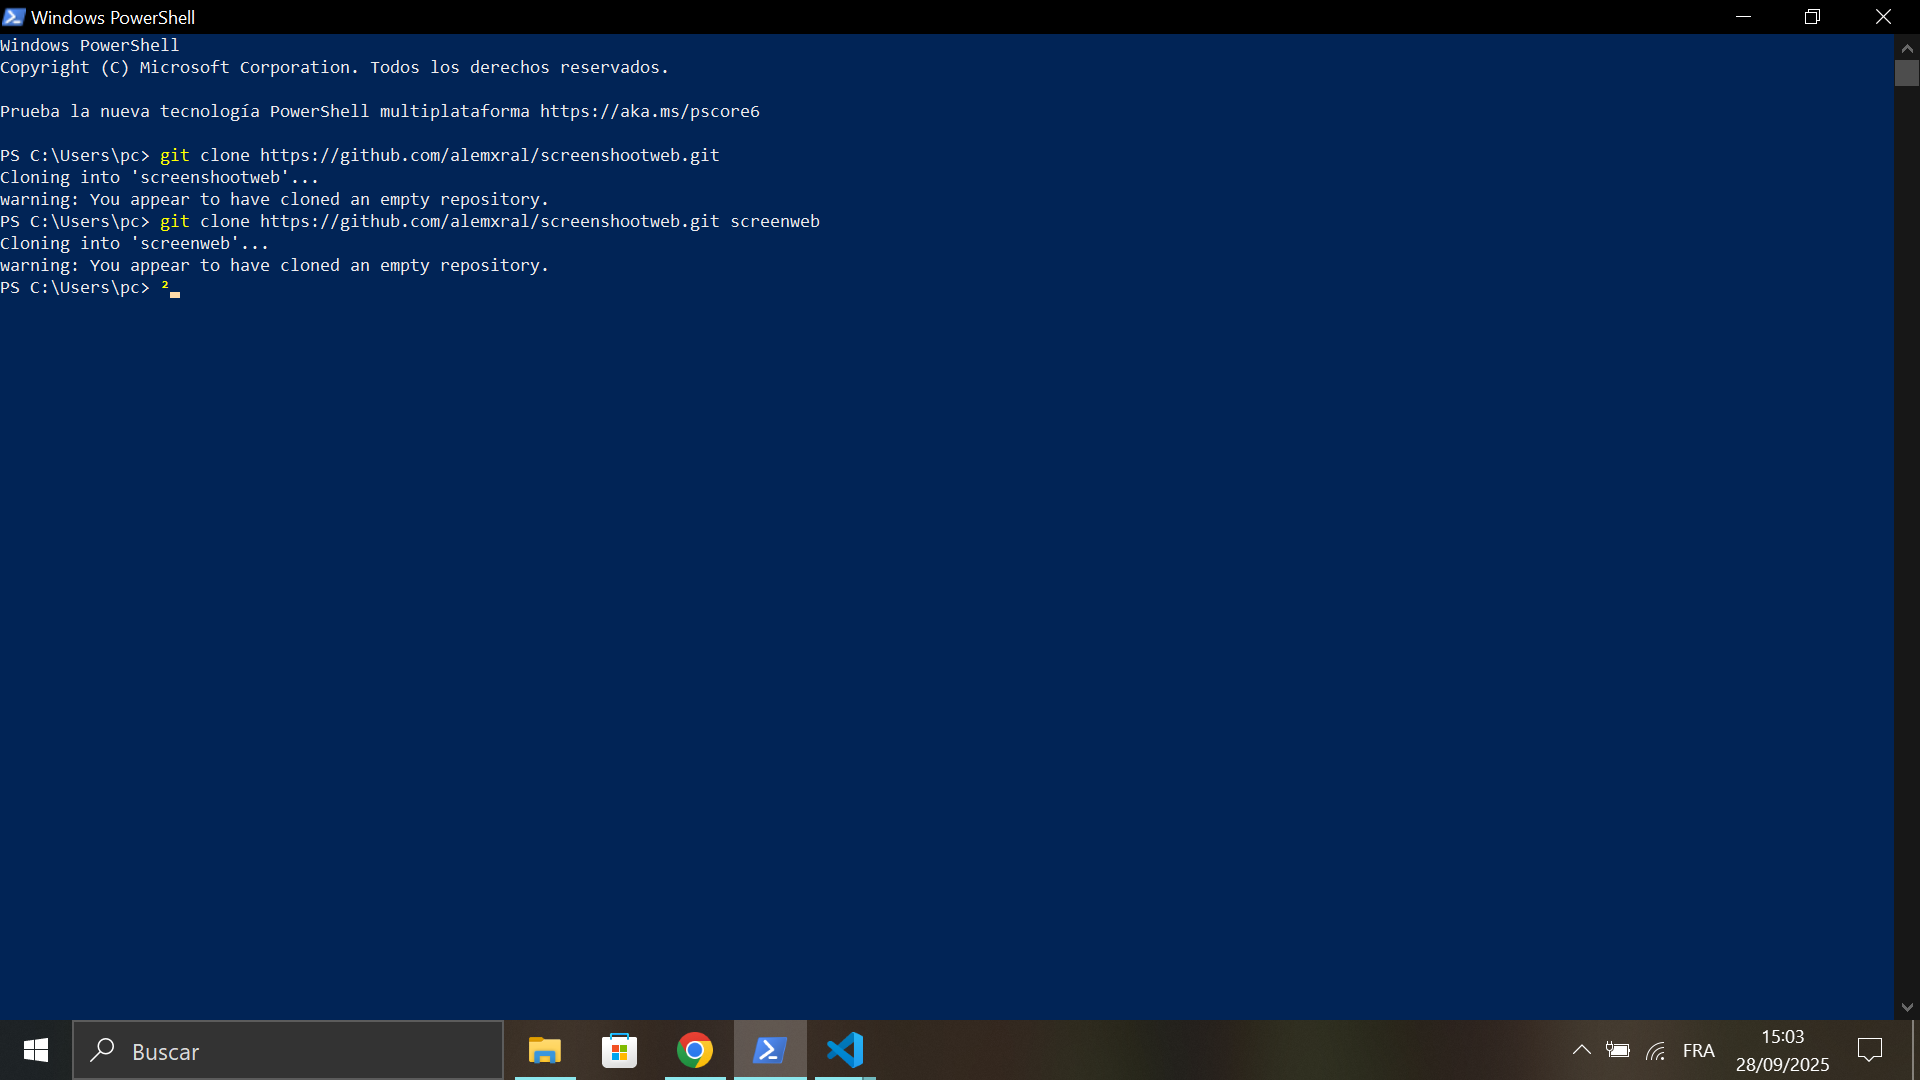 Windows PowerShell
Windows PowerShell
Copyright (C) Microsoft Corporation. Todos los derechos reservados.
Prueba la nueva tecnología PowerShell multiplataforma https://aka.ms/pscore6
PS C:\Users\pc> git clone https://github.com/alemxral/screenshootweb.git
Cloning into 'screenshootweb'...
warning: You appear to have cloned an empty repository.
PS C:\Users\pc> git clone https://github.com/alemxral/screenshootweb.git screenweb
Cloning into 'screenweb'...
warning: You appear to have cloned an empty repository.
PS C:\Users\pc> ²
Buscar
FRA
15:03
28/09/2025